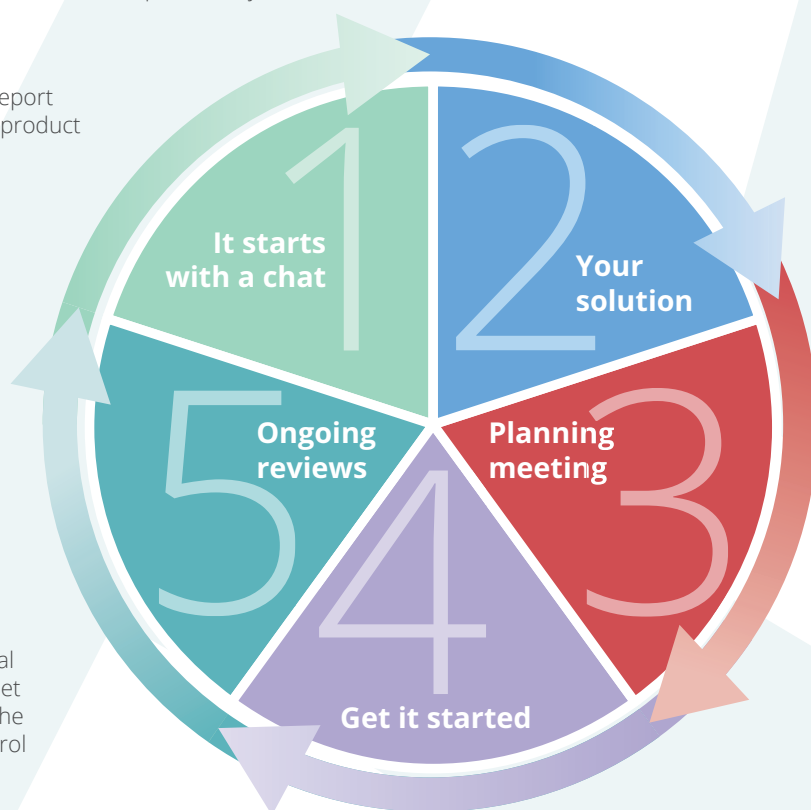 eport
product
1
It starts
with a chat
2
Your
solution
3
Planning
meeting
4
Get it started
5
Ongoing
reviews
al
et
he
rol